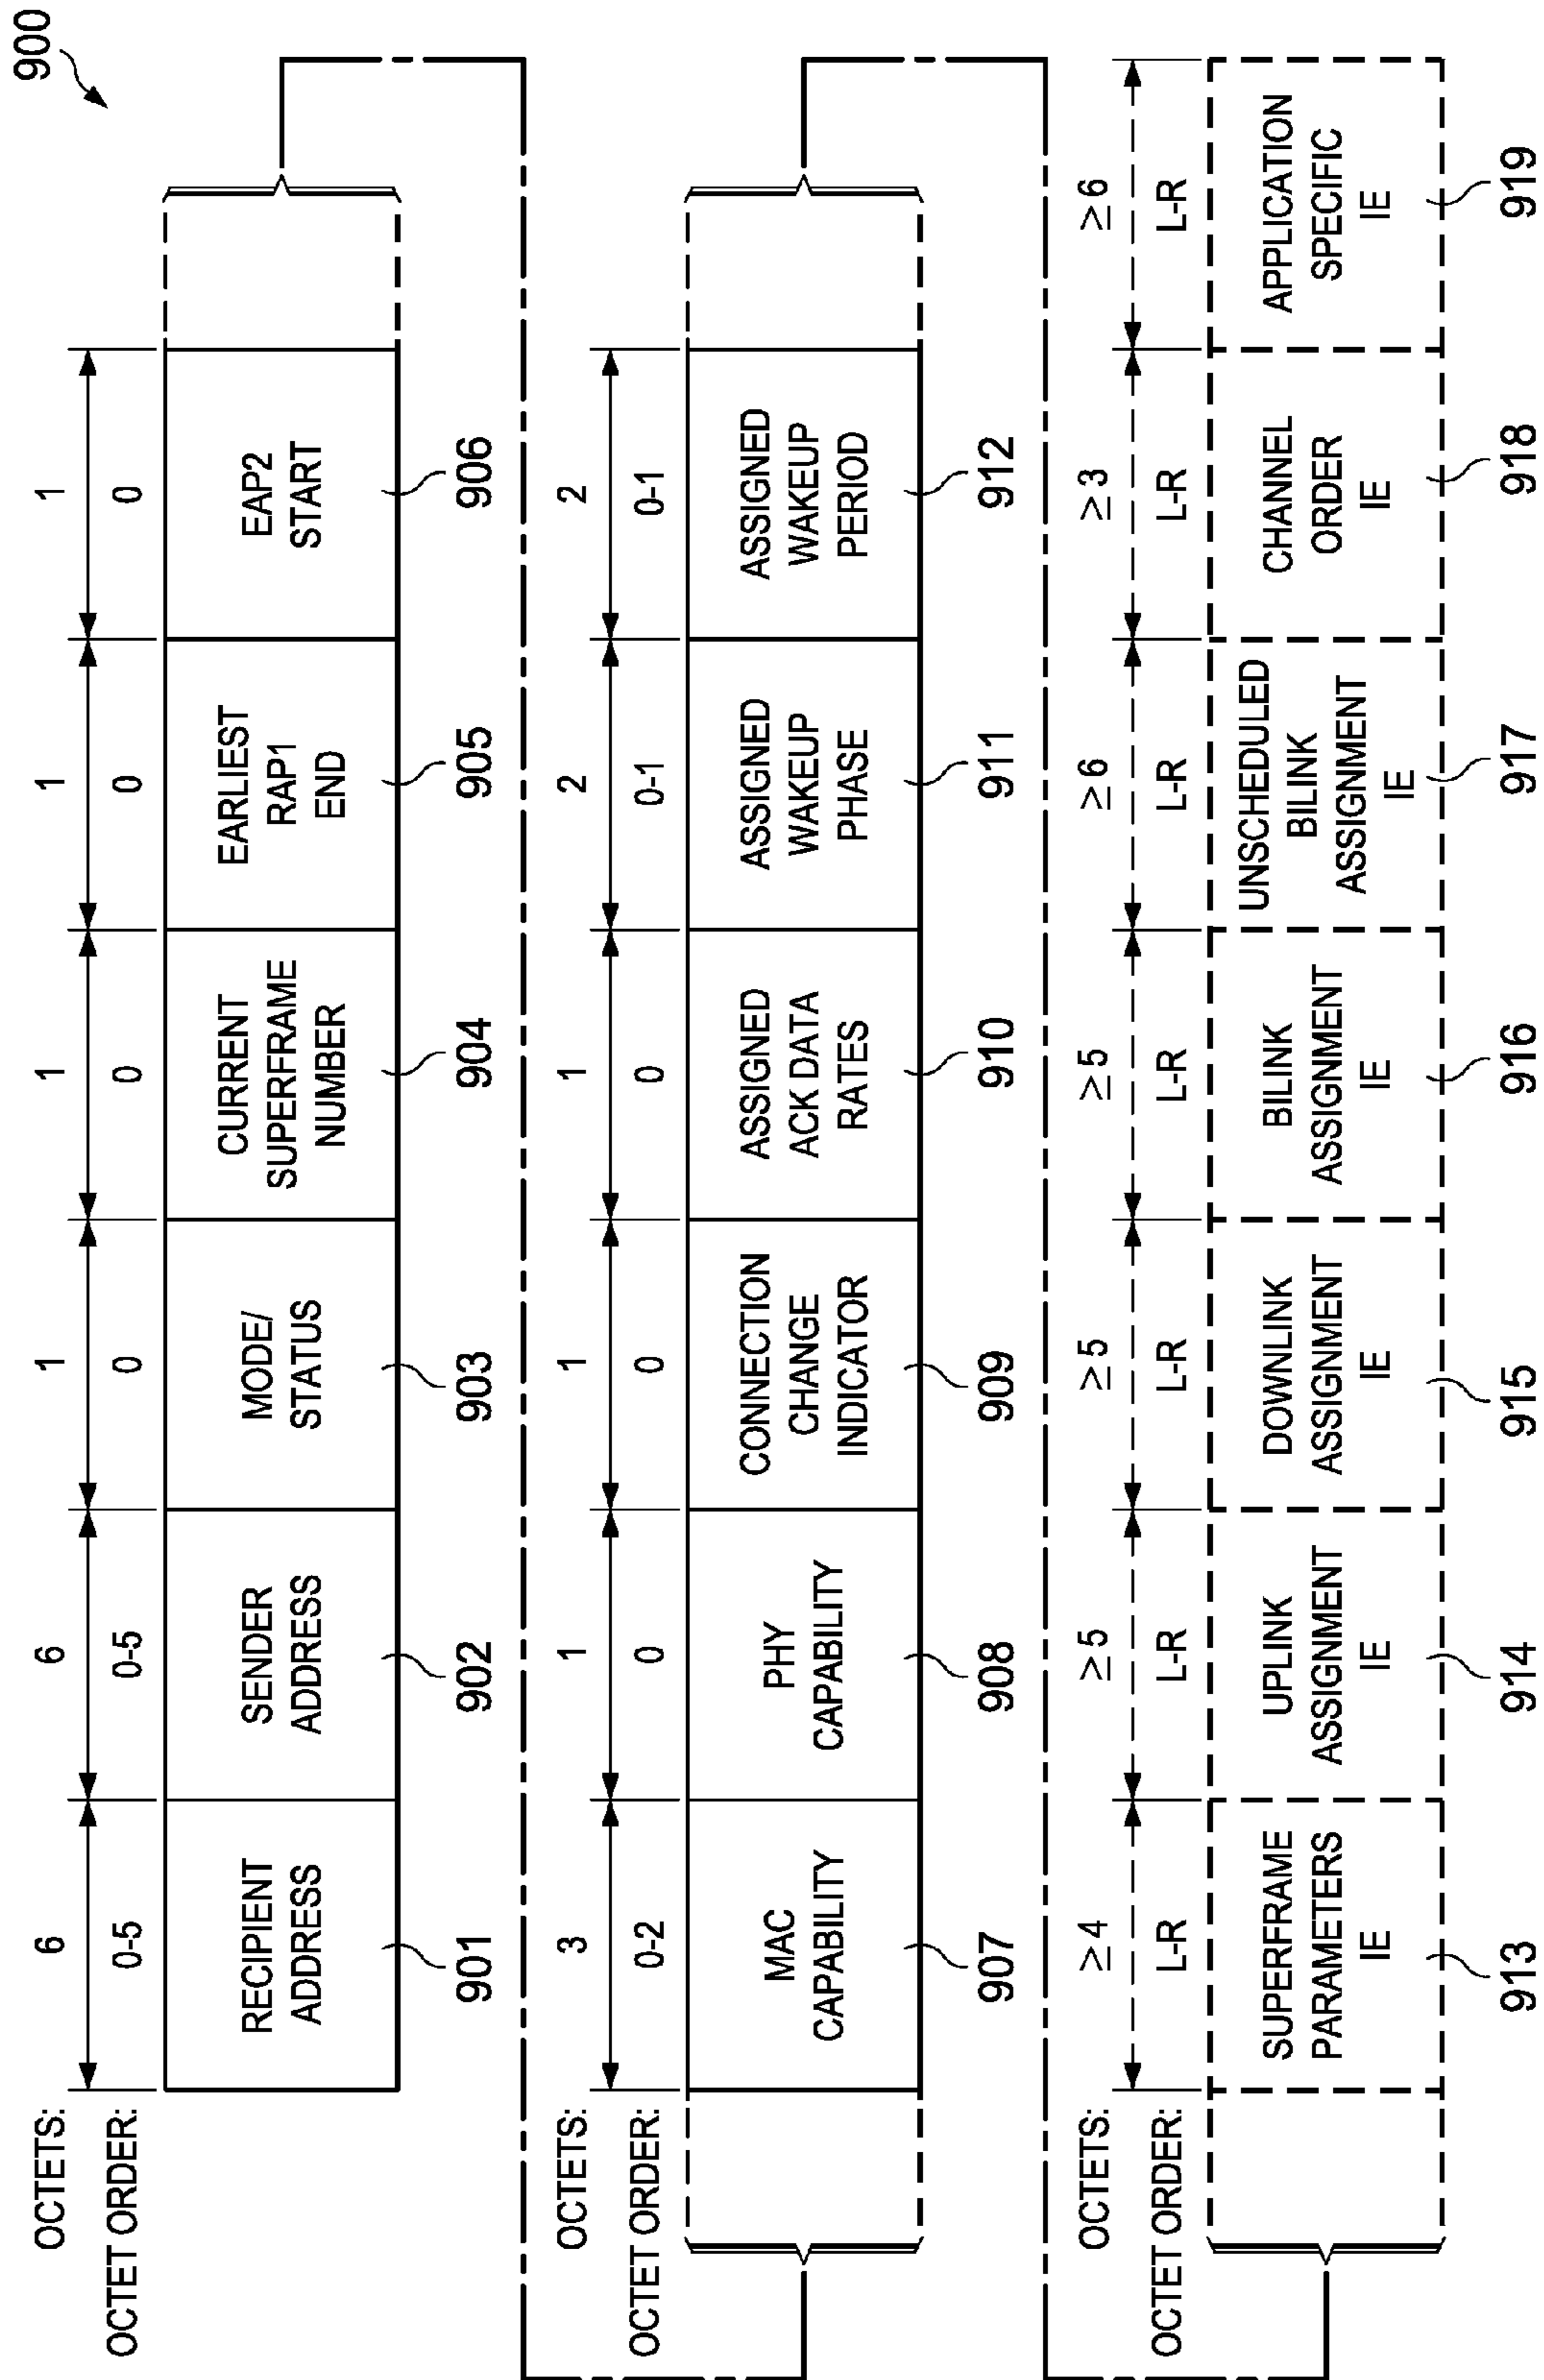 900
OCTETS: 6 6 1 1 1 1
OCTET ORDER: 0-5 0-5 0 0 0 0
RECIPIENT
ADDRESS
SENDER
ADDRESS
MODE/
STATUS
CURRENT
SUPERFRAME
NUMBER
EARLIEST
RAP1
END
EAP2
START
901 902 903 904 905 906
OCTETS: 3 1 1 1 2 2
OCTET ORDER: 0-2 0 0 0 0-1 0-1
MAC
CAPABILITY
PHY
CAPABILITY
CONNECTION
CHANGE
INDICATOR
ASSIGNED
ACK DATA
RATES
ASSIGNED
WAKEUP
PHASE
ASSIGNED
WAKEUP
PERIOD
907 908 909 910 911 912
OCTETS: ≥4 ≥5 ≥5 ≥5 ≥6 ≥3 ≥6
OCTET ORDER: L-R L-R L-R L-R L-R L-R L-R
SUPERFRAME
PARAMETERS
IE
UPLINK
ASSIGNMENT
IE
DOWNLINK
ASSIGNMENT
IE
BILINK
ASSIGNMENT
IE
UNSCHEDULED
BILINK
ASSIGNMENT
IE
CHANNEL
ORDER
IE
APPLICATION
SPECIFIC
IE
913 914 915 916 917 918 919